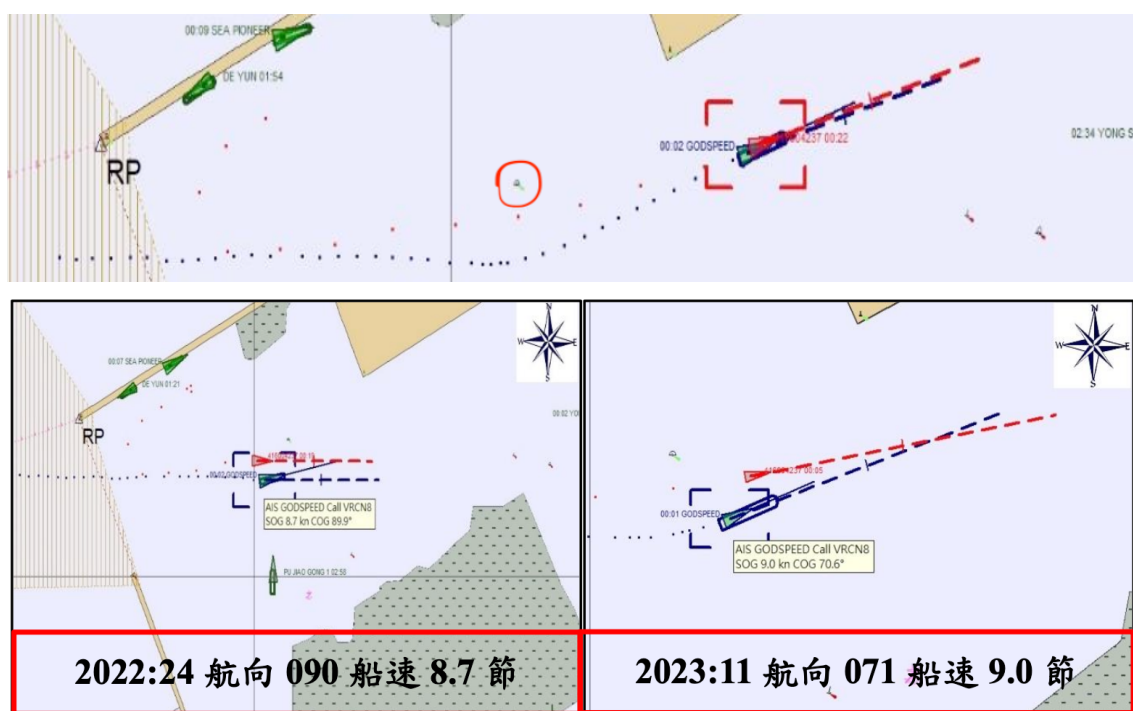 00:09 SEA PIONEER
DE YUN 01:54
RP
00:02 GODSPEED
004237 00:22
02:34 YONG S
00:07 SEA PIONEER
DE YUN 01:21
RP
00:02 YO
N
W E
S
GODSPEED
AIS GODSPEED Call VRCN8
SOG 8.7 kn COG 89.9°
PU JIAO GONG 1 02:50
2022:24 航向 090 船速 8.7 節
N
W E
S
237 00:05
00:01 GODSPEED
AIS GODSPEED Call VRCN8
SOG 9.0 kn COG 70.6°
2023:11 航向 071 船速 9.0 節